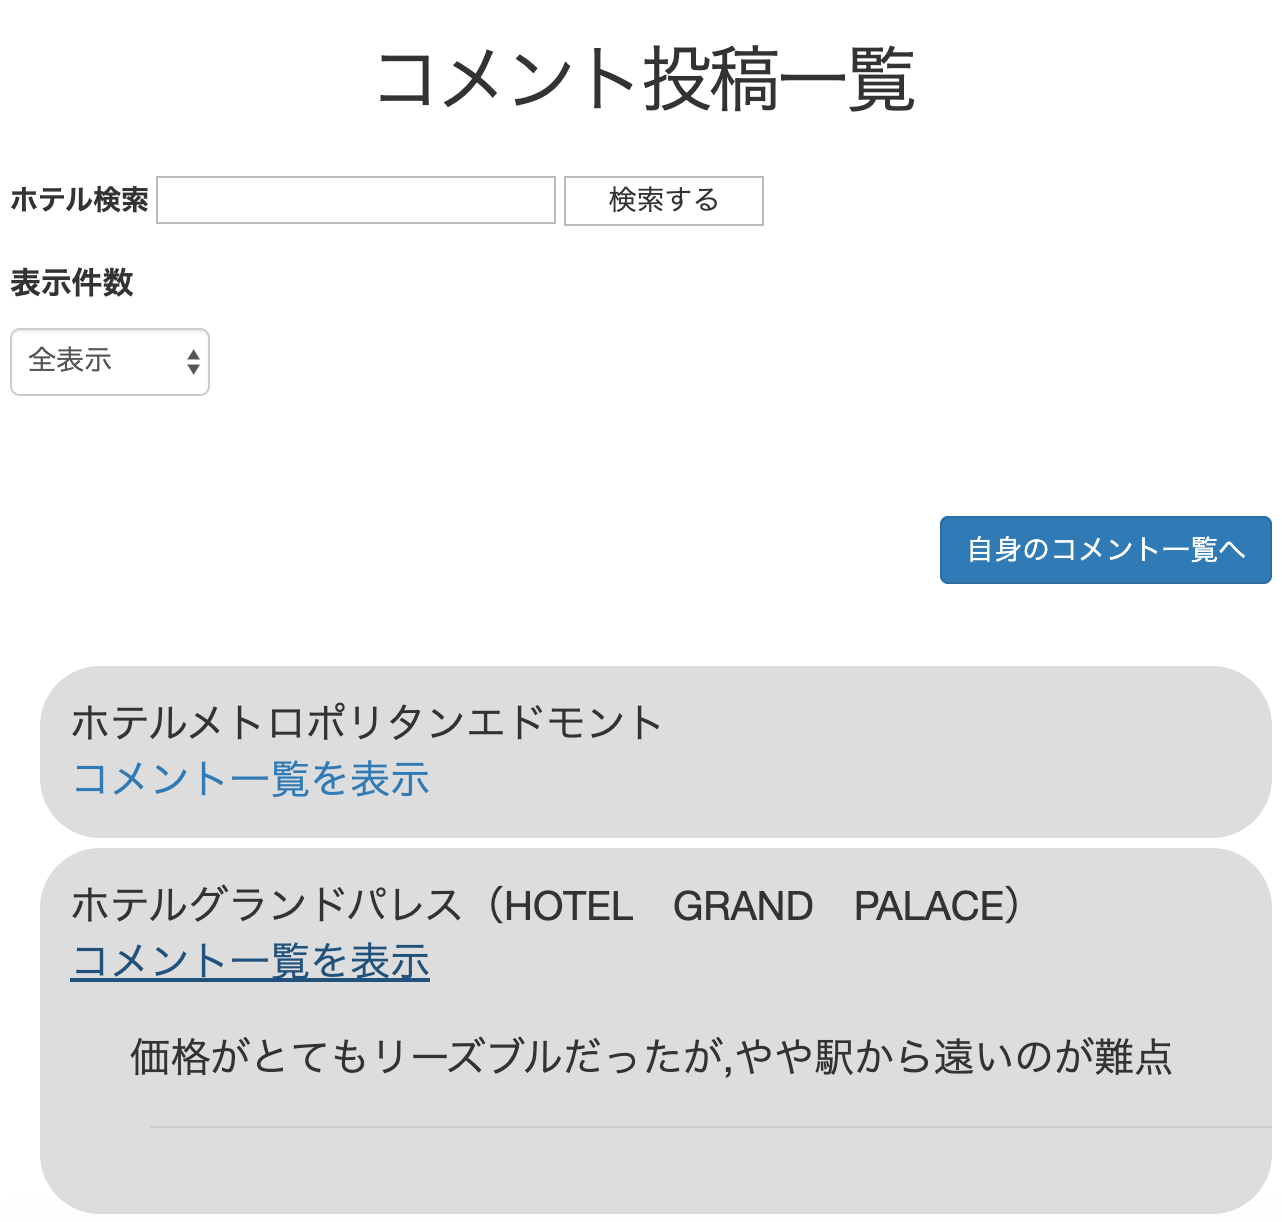 コメント投稿一覧
ホテル検索 検索する
表示件数
全表示
自身のコメント一覧へ
ホテルメトロポリタンエドモント
コメント一覧を表示
ホテルグランドパレス（HOTEL　GRAND　PALACE）
コメント一覧を表示
価格がとてもリーズブルだったが,やや駅から遠いのが難点